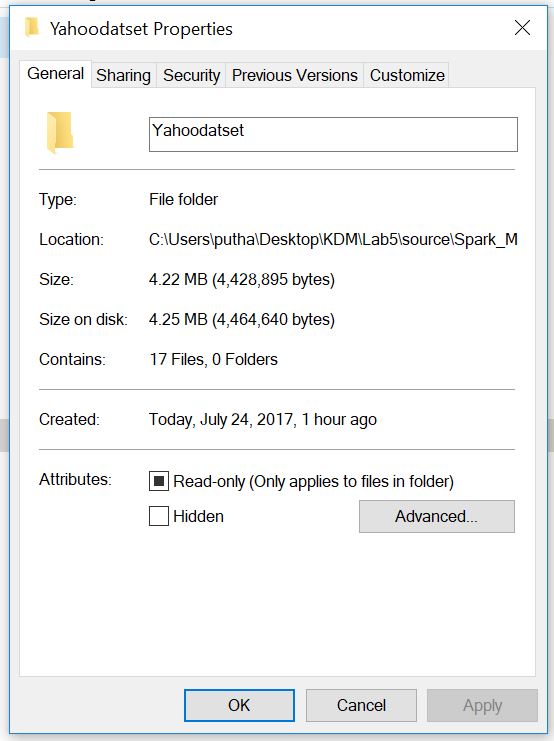 Yahoodatset Properties
General Sharing Security Previous Versions Customize
Yahoodatset
Type: File folder
Location: C:\Users\putha\Desktop\KDM\Lab5\source\Spark_M
Size: 4.22 MB (4,428,895 bytes)
Size on disk: 4.25 MB (4,464,640 bytes)
Contains: 17 Files, 0 Folders
Created: Today, July 24, 2017, 1 hour ago
Attributes: Read-only (Only applies to files in folder)
Hidden Advanced...
OK Cancel Apply